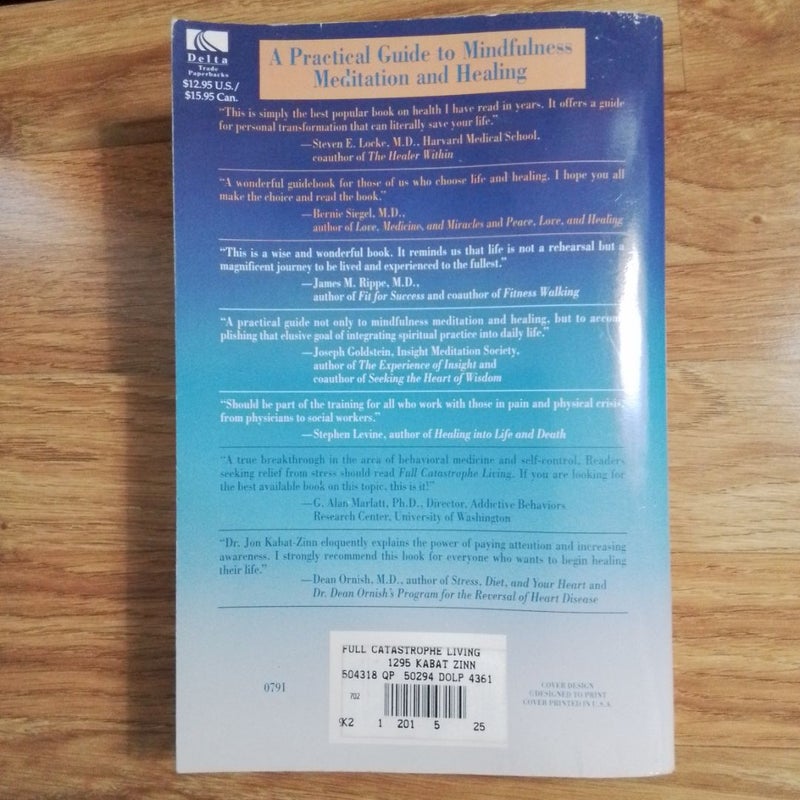 Delta
Trade
Paperbacks
$12.95 U.S./
$15.95 Can.
A Practical Guide to Mindfulness
Meditation and Healing
“This is simply the best popular book on health I have read in years. It offers a guide
for personal transformation that can literally save your life.”
—Steven E. Locke, M.D., Harvard Medical School,
coauthor of The Healer Within
“A wonderful guidebook for those of us who choose life and healing. I hope you all
make the choice and read the book.”
—Bernie Siegel, M.D.,
author of Love, Medicine, and Miracles and Peace, Love, and Healing
“This is a wise and wonderful book. It reminds us that life is not a rehearsal but a
magnificent journey to be lived and experienced to the fullest.”
—James M. Rippe, M.D.,
author of Fit for Success and coauthor of Fitness Walking
“A practical guide not only to mindfulness meditation and healing, but to accom
plishing that elusive goal of integrating spiritual practice into daily life.”
—Joseph Goldstein, Insight Meditation Society,
author of The Experience of Insight and
coauthor of Seeking the Heart of Wisdom
“Should be part of the training for all who work with those in pain and physical crisis,
from physicians to social workers.”
—Stephen Levine, author of Healing into Life and Death
“A true breakthrough in the area of behavioral medicine and self-control. Readers
seeking relief from stress should read Full Catastrophe Living. If you are looking for
the best available book on this topic, this is it!”
—G. Alan Marlatt, Ph.D., Director, Addictive Behaviors
Research Center, University of Washington
“Dr. Jon Kabat-Zinn eloquently explains the power of paying attention and increasing
awareness. I strongly recommend this book for everyone who wants to begin healing
their life.”
—Dean Ornish, M.D., author of Stress, Diet, and Your Heart and
Dr. Dean Ornish's Program for the Reversal of Heart Disease
FULL CATASTROPHE LIVING
1295 KABAT ZINN
504318 QP 50294 DOLP 4361
702
9K2 1 201 5 25
0791
COVER DESIGN
©DESIGNED TO PRINT
COVER PRINTED IN U.S.A.